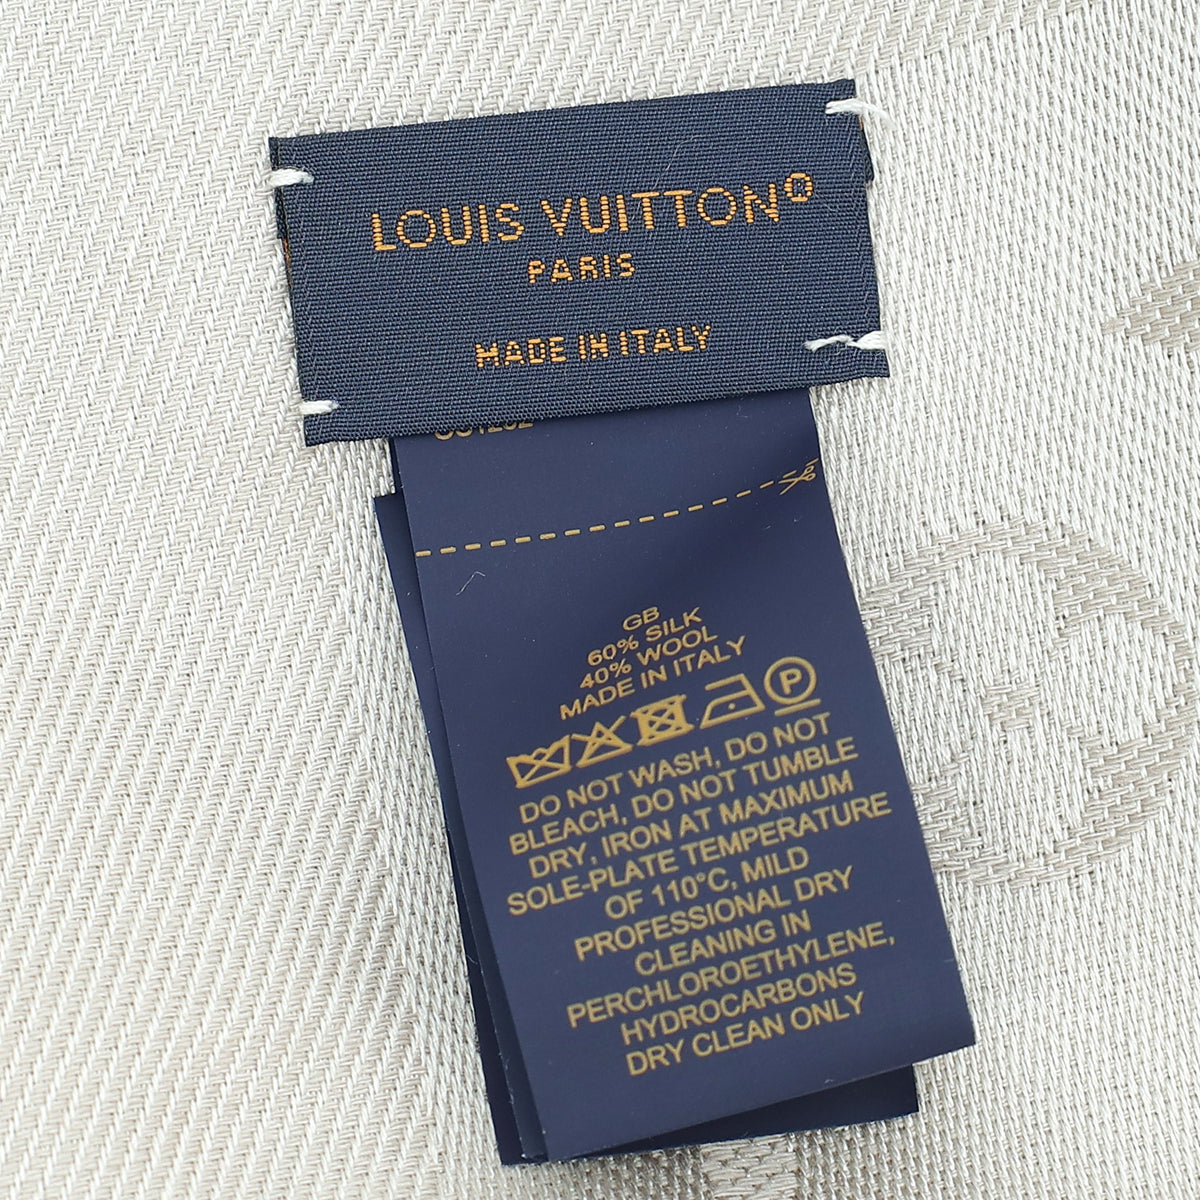 LOUIS VUITTON®
PARIS
MADE IN ITALY
GB
60% SILK
40% WOOL
MADE IN ITALY
P
DO NOT WASH, DO NOT
BLEACH, DO NOT TUMBLE
DRY, IRON AT MAXIMUM
SOLE-PLATE TEMPERATURE
OF 110°C, MILD
PROFESSIONAL DRY
CLEANING IN
PERCHLOROETHYLENE,
HYDROCARBONS
DRY CLEAN ONLY